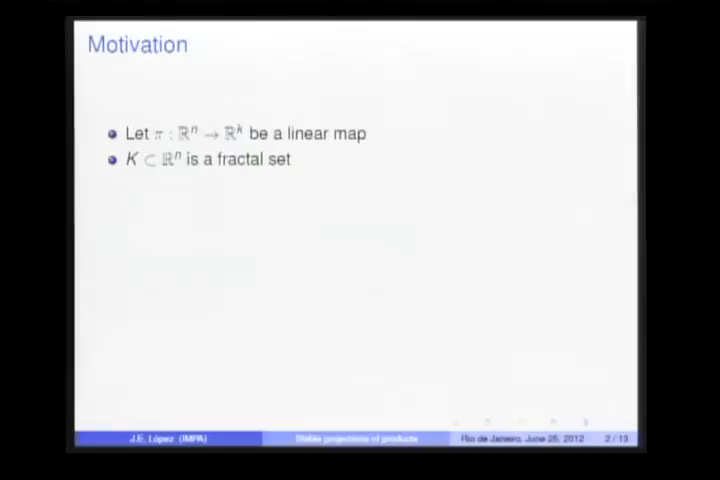 Motivation
Let π : ℝⁿ → ℝᵏ be a linear map
K ⊂ ℝⁿ is a fractal set
J.E. López (IMPA)
Stable projections of products
Rio de Janeiro, June 25, 2012
2 / 13